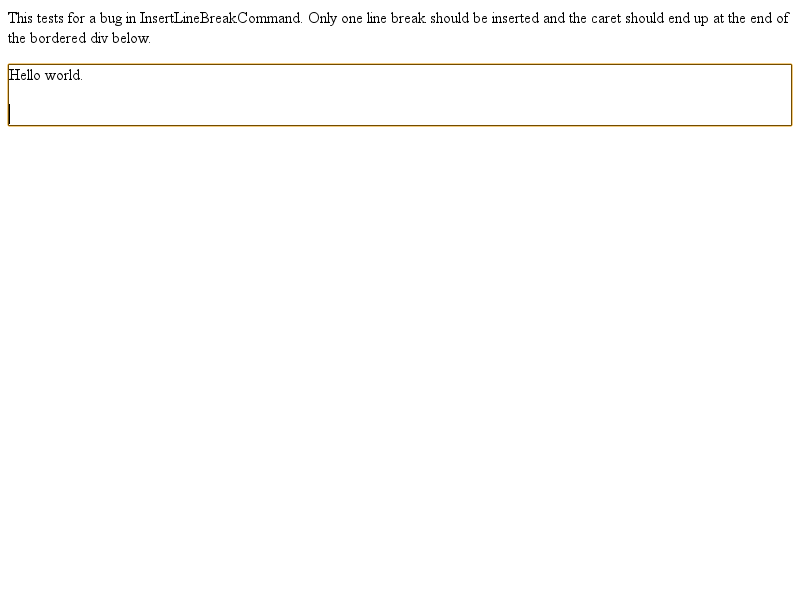 This tests for a bug in InsertLineBreakCommand. Only one line break should be inserted and the caret should end up at the end of
the bordered div below.
Hello world.